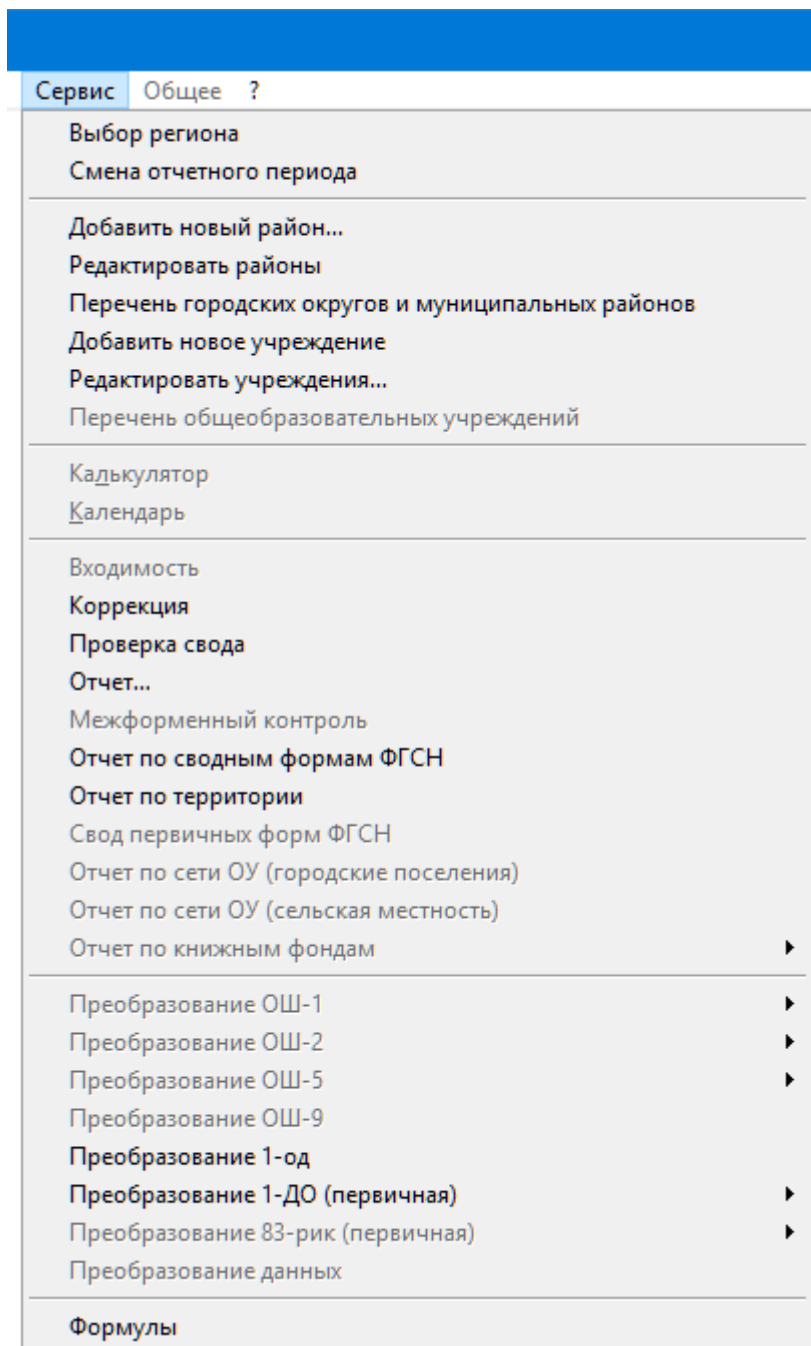 Сервис Общее ?
Выбор региона
Смена отчетного периода
Добавить новый район...
Редактировать районы
Перечень городских округов и муниципальных районов
Добавить новое учреждение
Редактировать учреждения...
Перечень общеобразовательных учреждений
Калькулятор
Календарь
Входимость
Коррекция
Проверка свода
Отчет...
Межформенный контроль
Отчет по сводным формам ФГСН
Отчет по территории
Свод первичных форм ФГСН
Отчет по сети ОУ (городские поселения)
Отчет по сети ОУ (сельская местность)
Отчет по книжным фондам
Преобразование ОШ-1
Преобразование ОШ-2
Преобразование ОШ-5
Преобразование ОШ-9
Преобразование 1-од
Преобразование 1-ДО (первичная)
Преобразование 83-рик (первичная)
Преобразование данных
Формулы